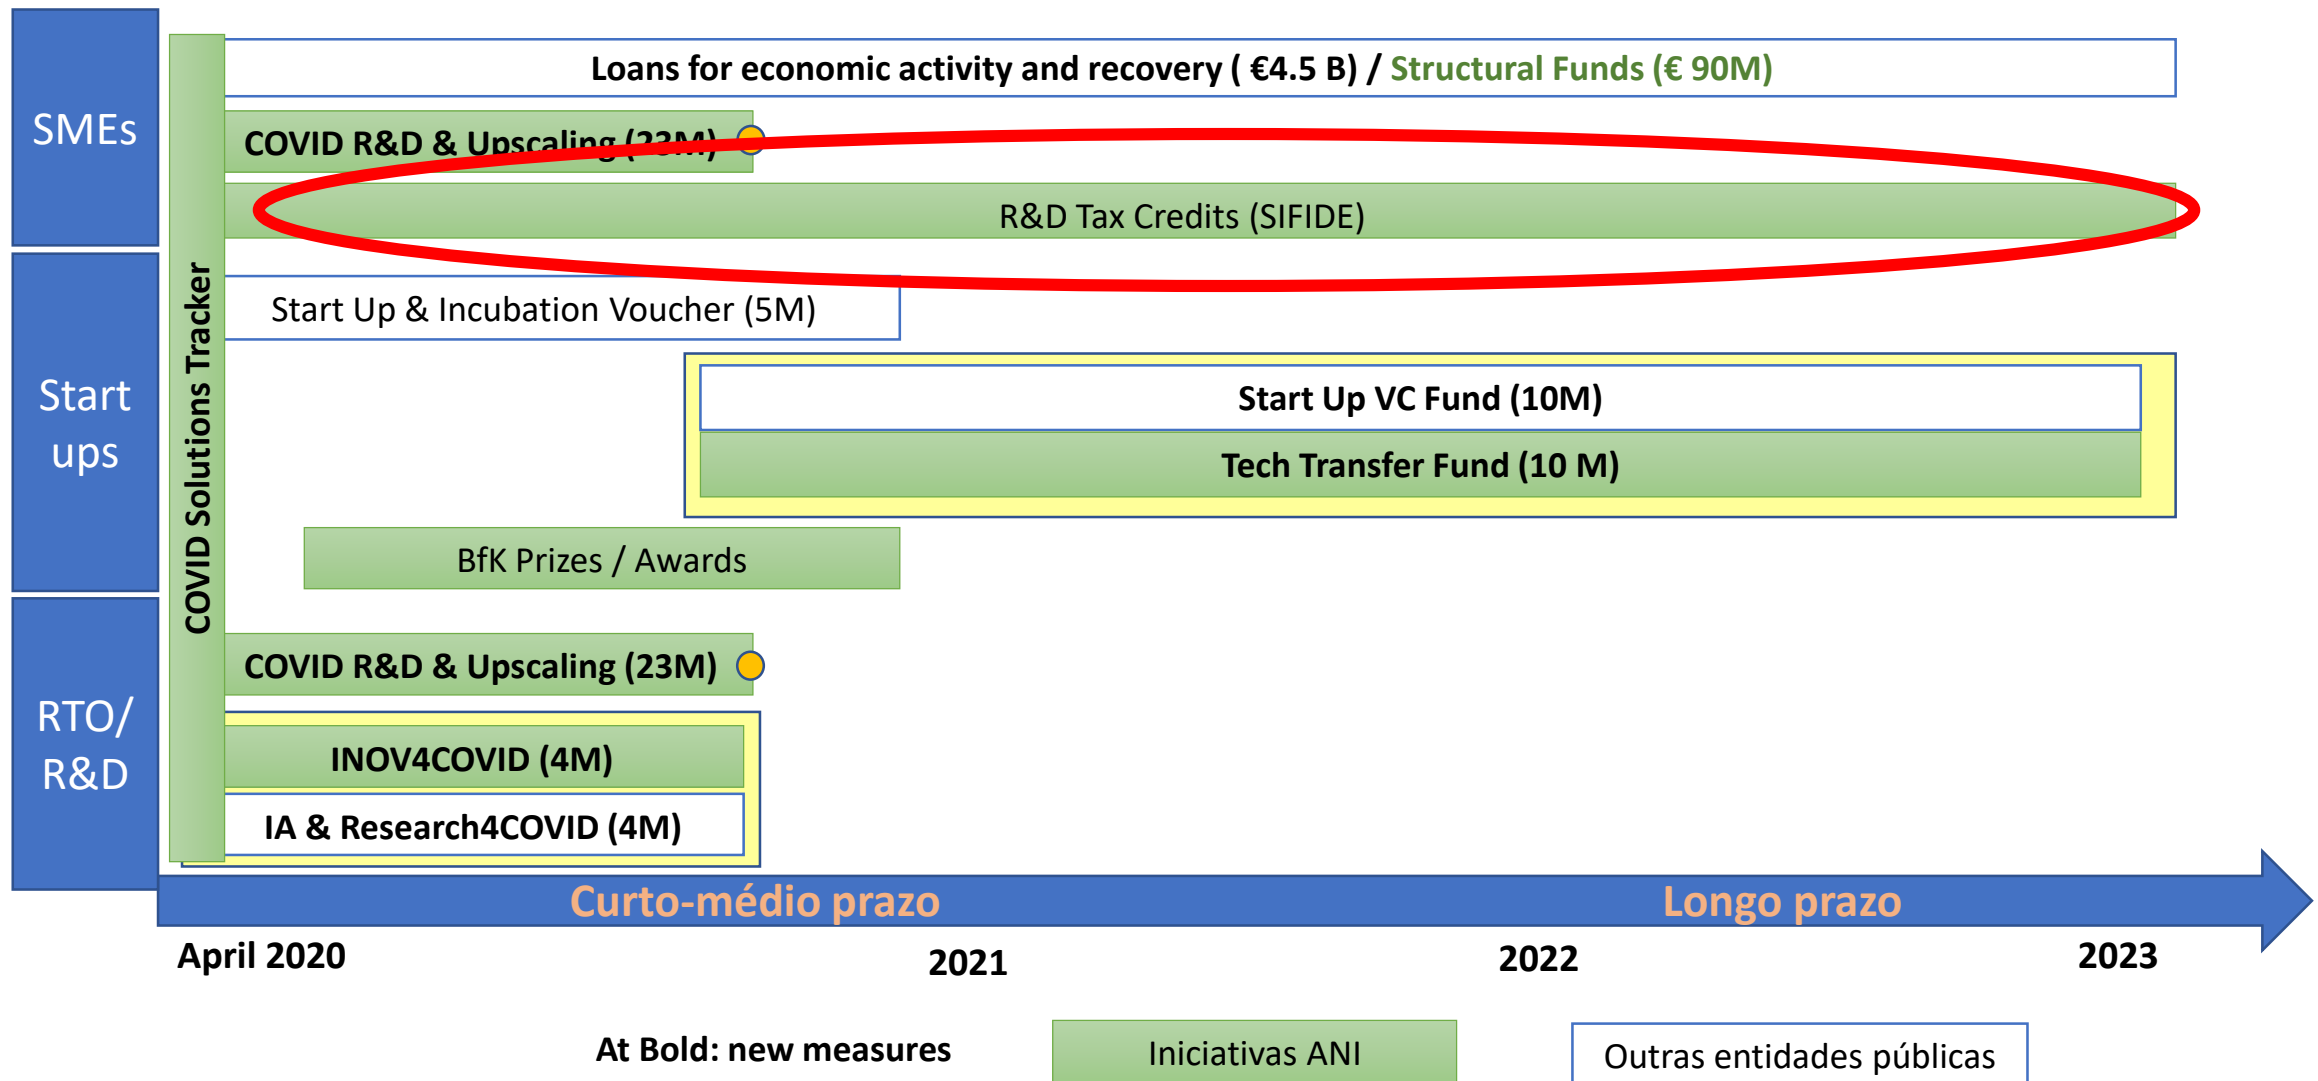 SMEs
Loans for economic activity and recovery ( €4.5 B) / Structural Funds (€ 90M)
COVID R&D & Upscaling (23M)
R&D Tax Credits (SIFIDE)
COVID Solutions Tracker
Start
ups
Start Up & Incubation Voucher (5M)
Start Up VC Fund (10M)
Tech Transfer Fund (10 M)
BfK Prizes / Awards
RTO/
R&D
COVID R&D & Upscaling (23M)
INOV4COVID (4M)
IA & Research4COVID (4M)
Curto-médio prazo
Longo prazo
April 2020
2021
2022
2023
At Bold: new measures
Iniciativas ANI
Outras entidades públicas